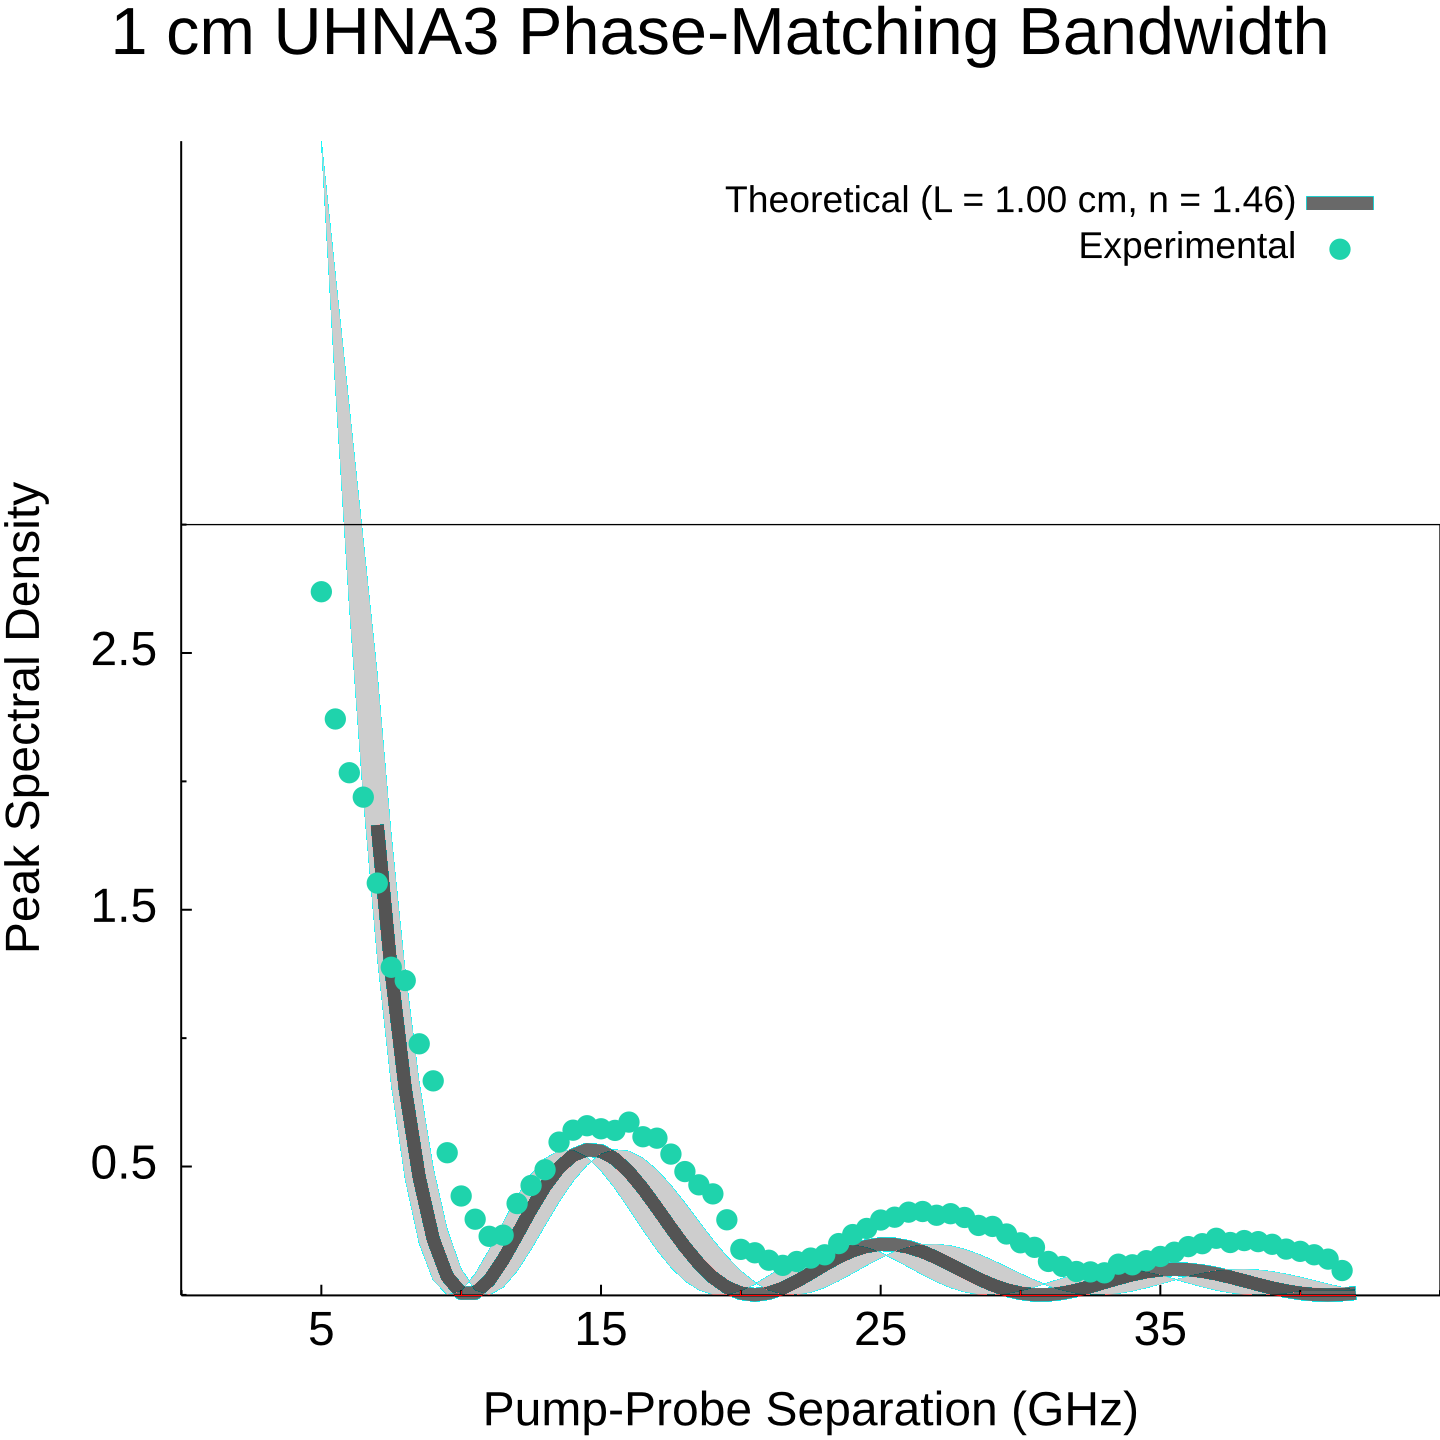 1 cm UHNA3 Phase-Matching Bandwidth
Theoretical (L = 1.00 cm, n = 1.46)
Experimental
Peak Spectral Density
2.5
1.5
0.5
5 15 25 35
Pump-Probe Separation (GHz)